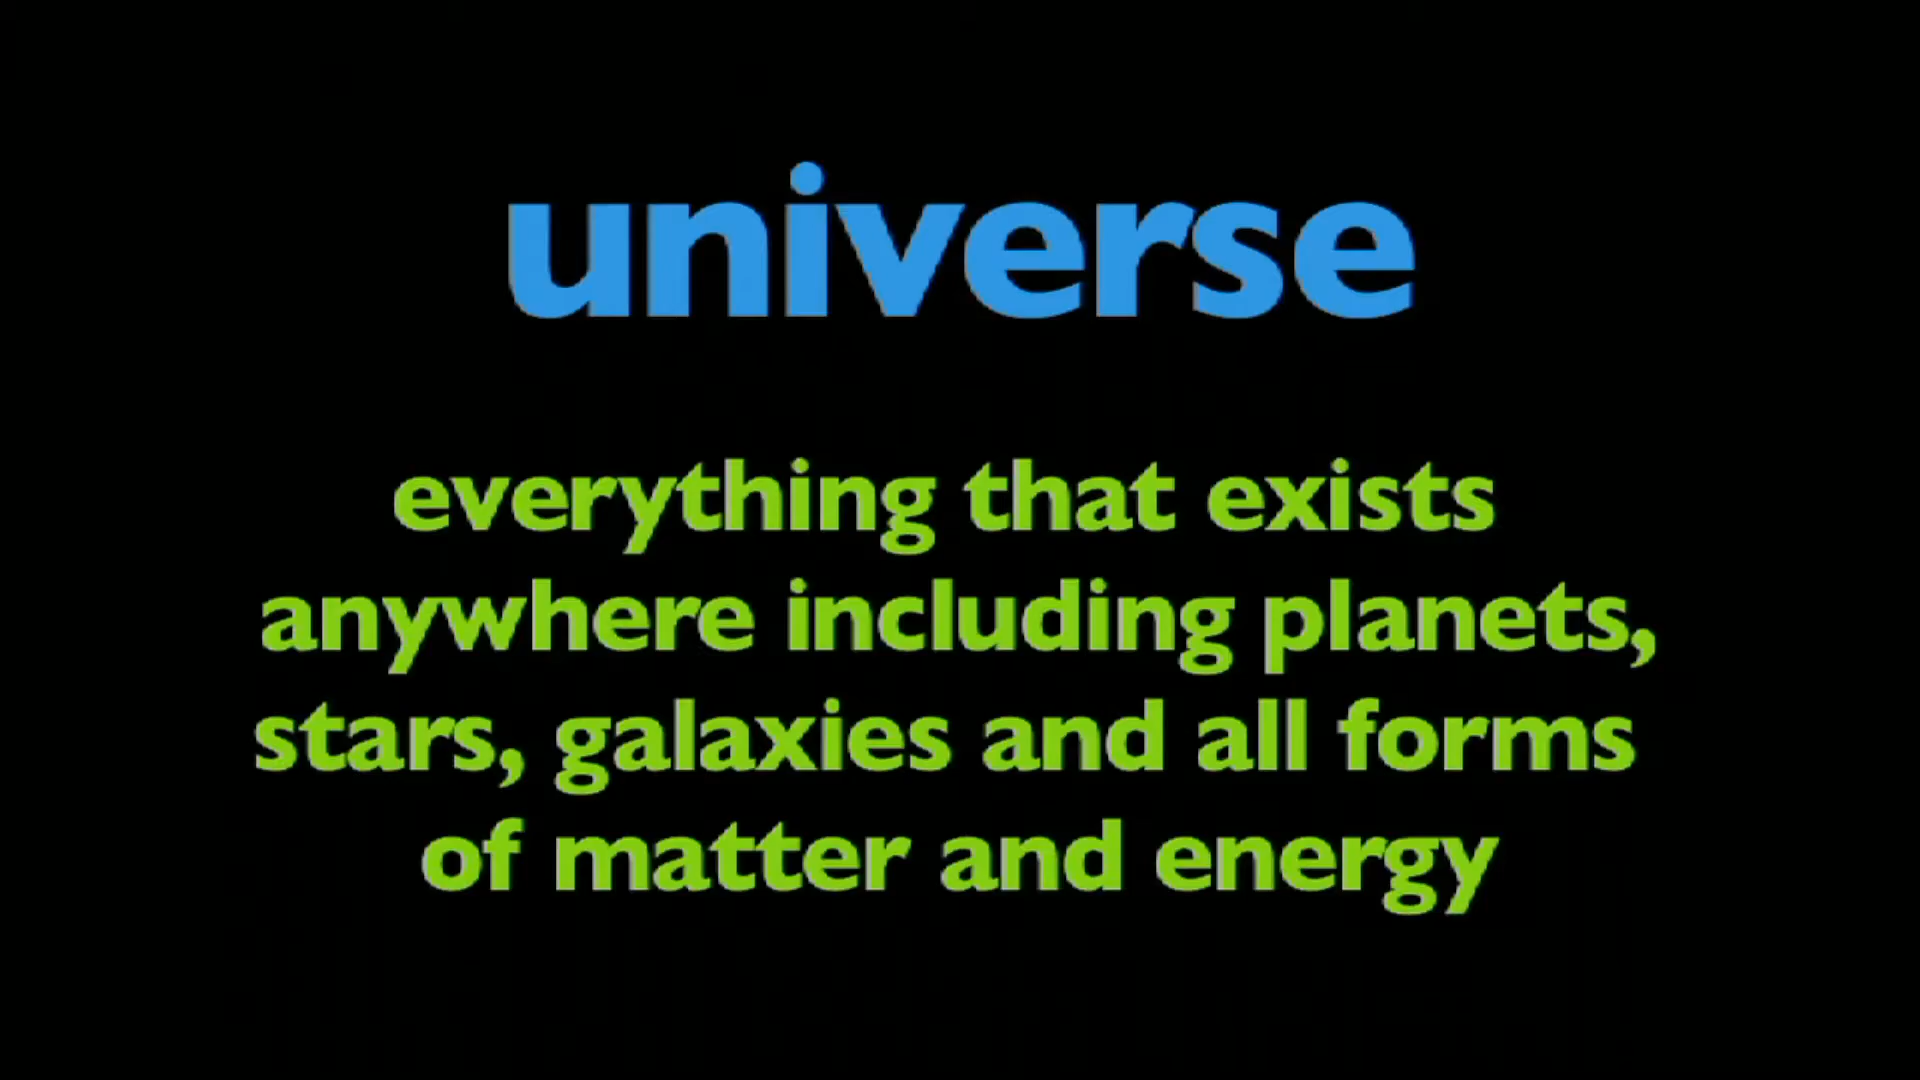 universe
everything that exists
anywhere including planets,
stars, galaxies and all forms
of matter and energy